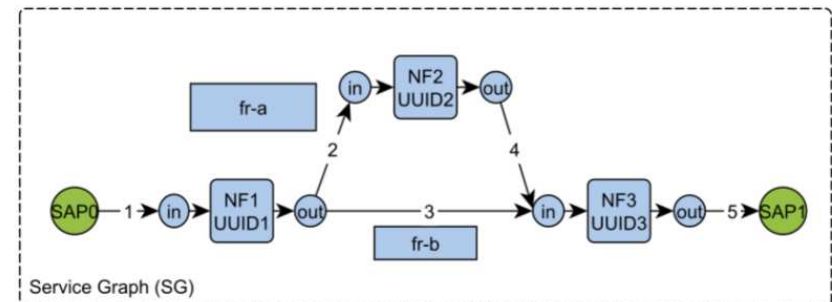 in
NF2
UUID2
out
fr-a
2
4
SAP0
1
in
NF1
UUID1
out
3
in
NF3
UUID3
out
5
SAP1
fr-b
Service Graph (SG)